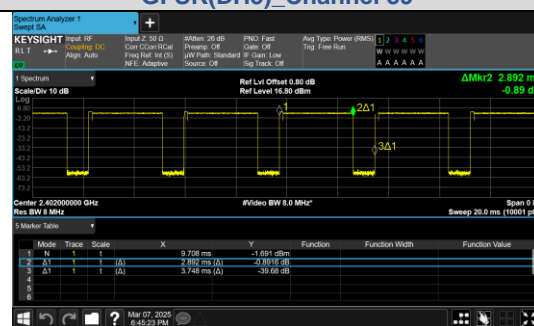 GFSK(DH5)_Channel 39
Spectrum Analyzer 1
Swept SA
KEYSIGHT Input: RF Input Z: 50 Ω #Atten: 26 dB PNO: Fast Avg Type: Power (RMS) 1 2 3 4 5 6
R L T Coupling: DC Corr CCorr RCal Preamp: Off Gate: Off Trig: Free Run W W W W W W
Align: Auto Freq Ref: Int (S) µW Path: Standard IF Gain: Low
NFE: Adaptive Source: Off Sig Track: Off A A A A A A
1 Spectrum Ref Lvl Offset 0.80 dB ΔMkr2 2.892 m
Scale/Div 10 dB Ref Level 16.80 dBm -0.89 d
Log
6.80 1 2Δ1
-3.20
-13.2
-23.2
-33.2 3Δ1
-43.2
-53.2
-63.2
-73.2
Center 2.402000000 GHz #Video BW 8.0 MHz* Span 0
Res BW 8 MHz Sweep 20.0 ms (10001 pt
5 Marker Table
Mode Trace Scale X Y Function Function Width Function Value
1 N 1 t 9.708 ms -1.691 dBm
2 Δ1 1 t (Δ) 2.892 ms (Δ) -0.8916 dB
3 Δ1 1 t (Δ) 3.748 ms (Δ) -39.68 dB
4
5
6
Mar 07, 2025
6:45:23 PM